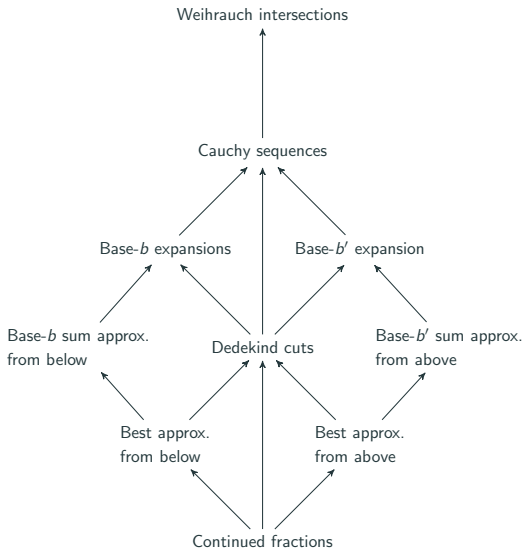 Weihrauch intersections
Cauchy sequences
Base-b expansions
Base-b′ expansion
Base-b sum approx.
from below
Dedekind cuts
Base-b′ sum approx.
from above
Best approx.
from below
Best approx.
from above
Continued fractions